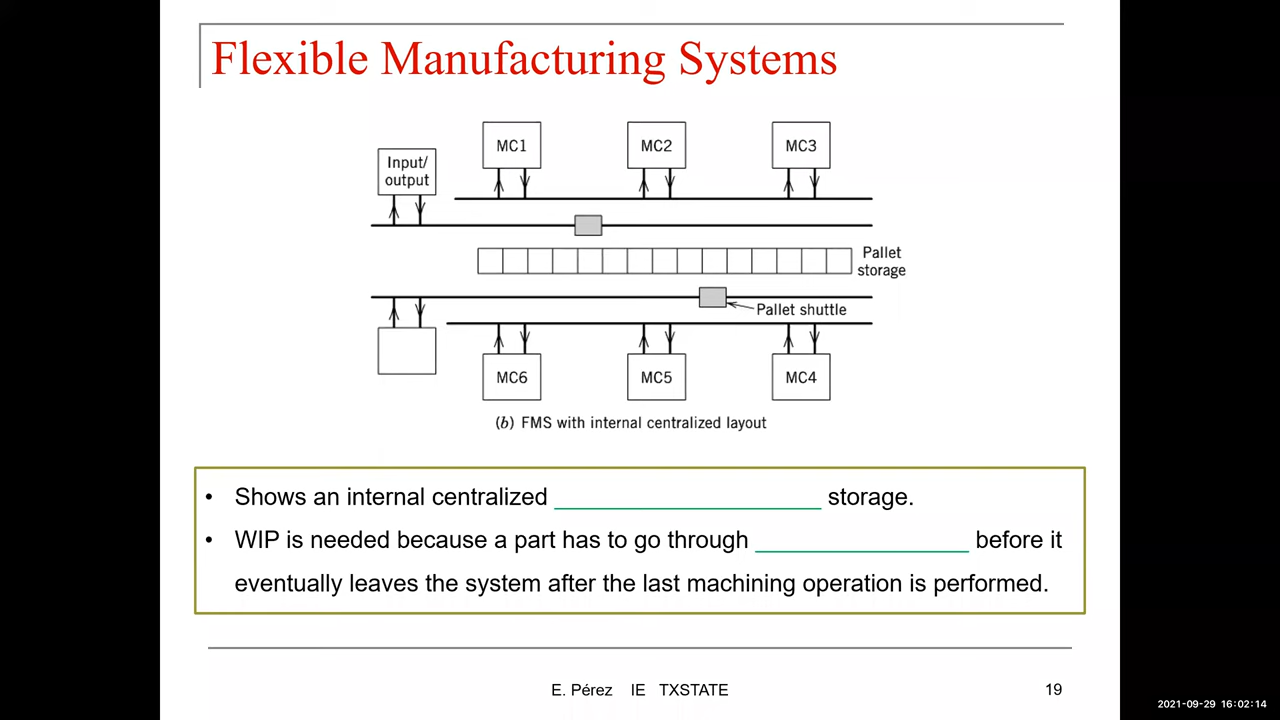 Flexible Manufacturing Systems
MC1
MC2
MC3
Input/
output
Pallet
storage
Pallet shuttle
MC6
MC5
MC4
(b) FMS with internal centralized layout
• Shows an internal centralized ____________________ storage.
• WIP is needed because a part has to go through ________________ before it
eventually leaves the system after the last machining operation is performed.
E. Pérez IE TXSTATE
19
2021-09-29 16:02:14